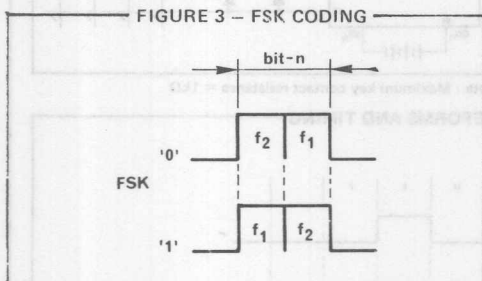 FIGURE 3 – FSK CODING
bit-n
'0'
f₂ f₁
FSK
'1'
f₁ f₂